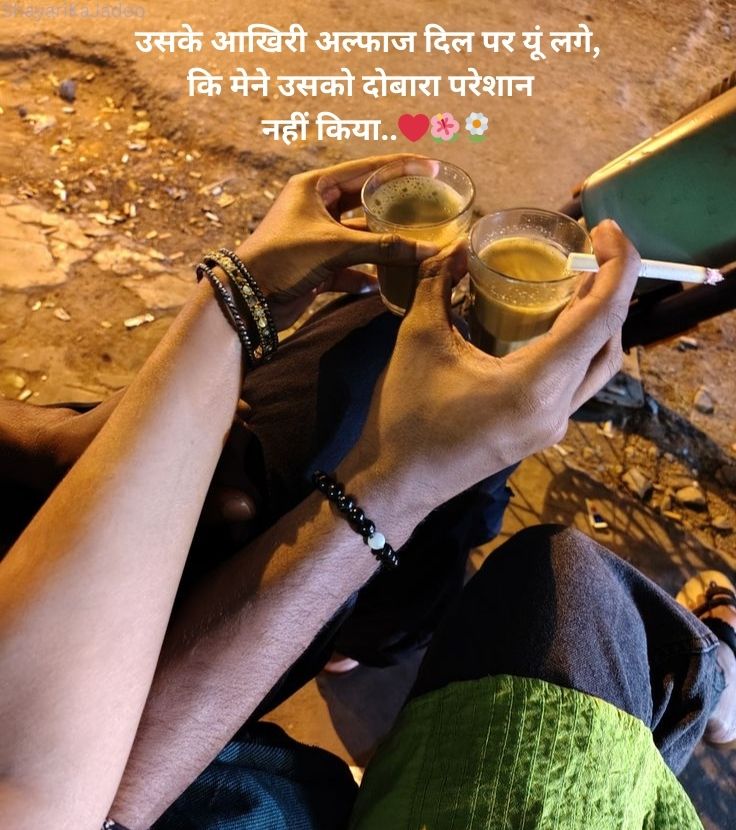 ShayariKaJadoo
उसके आखिरी अल्फाज दिल पर यूं लगे,
कि मेने उसको दोबारा परेशान
नहीं किया..❤️🌺🌼